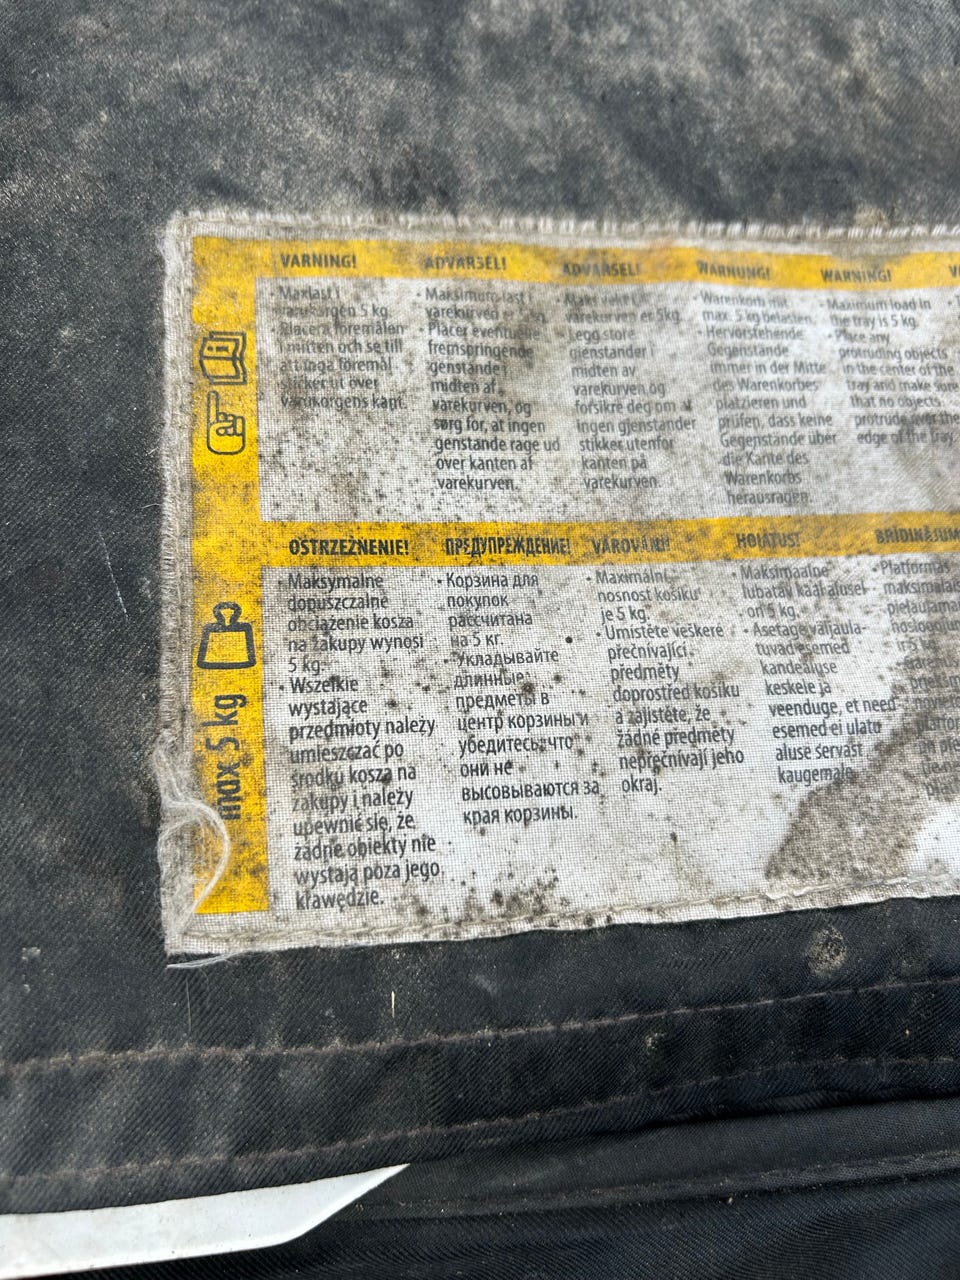 VARNING!
• Maxlast i
varukorgen 5 kg.
• Placera föremålen
i mitten och se till
att inga föremål
sticker ut över
varukorgens kant.
ADVARSEL!
• Maksimum last i
varekurven er 5 kg.
• Placer eventuelle
fremspringende
genstande i
midten af
varekurven, og
sørg for, at ingen
genstande rage ud
over kanten af
varekurven.
ADVARSEL!
varekurven er 5kg.
Legg store
gjenstander i
midten av
varekurven og
forsikre deg om at
ingen gjenstander
stikker utenfor
kanten på
varekurven.
WARNUNG!
• Warenkorb mit
max. 5 kg belasten.
• Hervorstehende
Gegenstände
immer in der Mitte
des Warenkorbes
platzieren und
prüfen, dass keine
Gegenstände über
die Kante des
Warenkorbs
herausragen.
WARNING!
• Maximum load in
the tray is 5 kg.
• Place any
protruding objects
in the center of the
tray and make sure
that no objects
protrude over the
edge of the tray.
max 5 kg
OSTRZEŻNENIE!
• Maksymalne
dopuszczalne
obciążenie kosza
na zakupy wynosi
5 kg.
• Wszelkie
wystające
przedmioty należy
umieszczać po
środku kosza na
zakupy i należy
upewnić się, że
żadne obiekty nie
wystają poza jego
krawędzie.
ПРЕДУПРЕЖДЕНИЕ!
• Корзина для
покупок
рассчитана
на 5 кг.
• Укладывайте
длинные
предметы в
центр корзины и
убедитесь, что
они не
высовываются за
края корзины.
VAROVÁNÍ!
• Maximální
nosnost košíku
je 5 kg.
• Umístěte veškeré
přečnívající
předměty
doprostřed košíku
a zajistěte, že
žádné předměty
nepřečnívají jeho
okraj.
HOIATUS!
Maksimaalne
lubatav kaal alusel
on 5 kg.
• Asetage väljaula-
tuvad esemed
kandealuse
keskele ja
veenduge, et need
esemed ei ulatu
aluse servast
kaugemale.
BRĪDINĀJUM
• Platformas